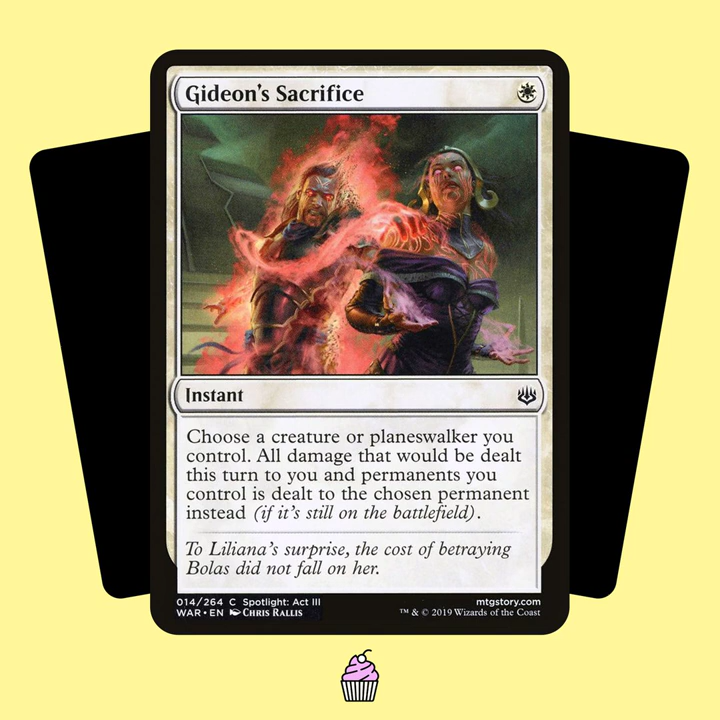 Gideon's Sacrifice
Instant
Choose a creature or planeswalker you
control. All damage that would be dealt
this turn to you and permanents you
control is dealt to the chosen permanent
instead (if it's still on the battlefield).
To Liliana's surprise, the cost of betraying
Bolas did not fall on her.
014/264 C Spotlight: Act III
mtgstory.com
WAR • EN Chris Rallis
™ & © 2019 Wizards of the Coast